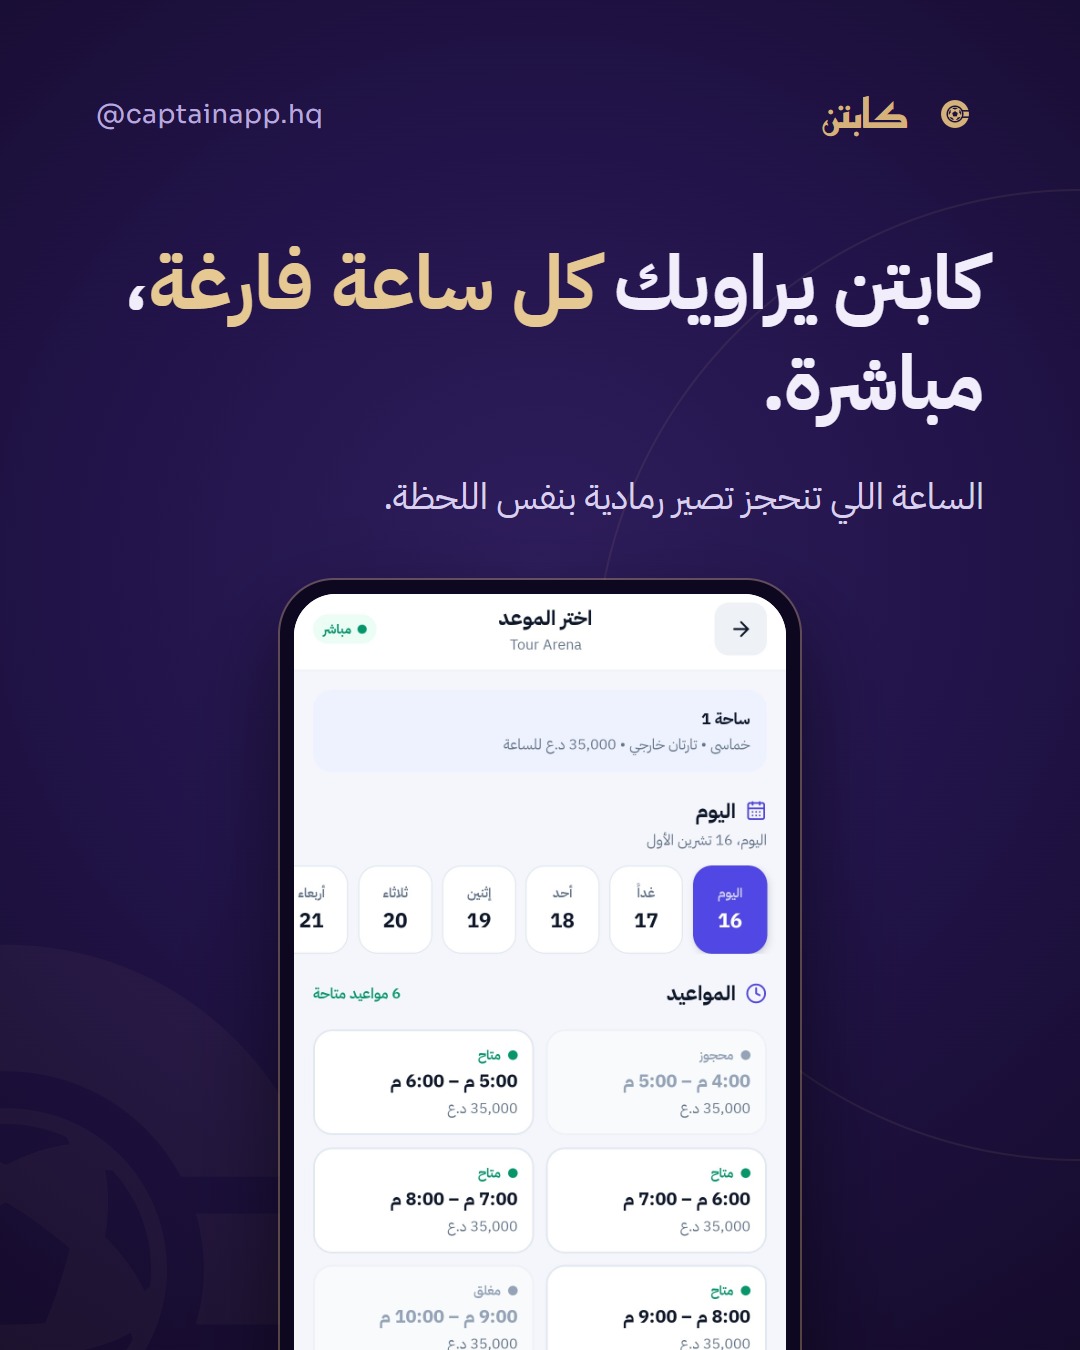 كابتن
@captainapp.hq
كابتن يراويك كل ساعة فارغة،
مباشرة.
الساعة اللي تنحجز تصير رمادية بنفس اللحظة.
اختر الموعد
Tour Arena
مباشر
ساحة 1
خماسي • تارتان خارجي • 35,000 د.ع للساعة
اليوم
اليوم، 16 تشرين الأول
اليوم
16
غداً
17
أحد
18
إثنين
19
ثلاثاء
20
أربعاء
21
المواعيد
6 مواعيد متاحة
محجوز
4:00 م – 5:00 م
35,000 د.ع
متاح
5:00 م – 6:00 م
35,000 د.ع
متاح
6:00 م – 7:00 م
35,000 د.ع
متاح
7:00 م – 8:00 م
35,000 د.ع
متاح
8:00 م – 9:00 م
35,000 د.ع
مغلق
9:00 م – 10:00 م
35,000 د.ع